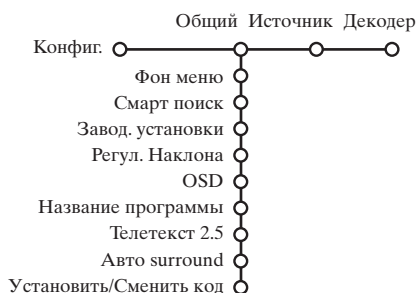 Общий Источник Декодер
Конфиг.
Фон меню
Смарт поиск
Завод. установки
Регул. Наклона
OSD
Название программы
Телетекст 2.5
Авто surround
Установить/Сменить код